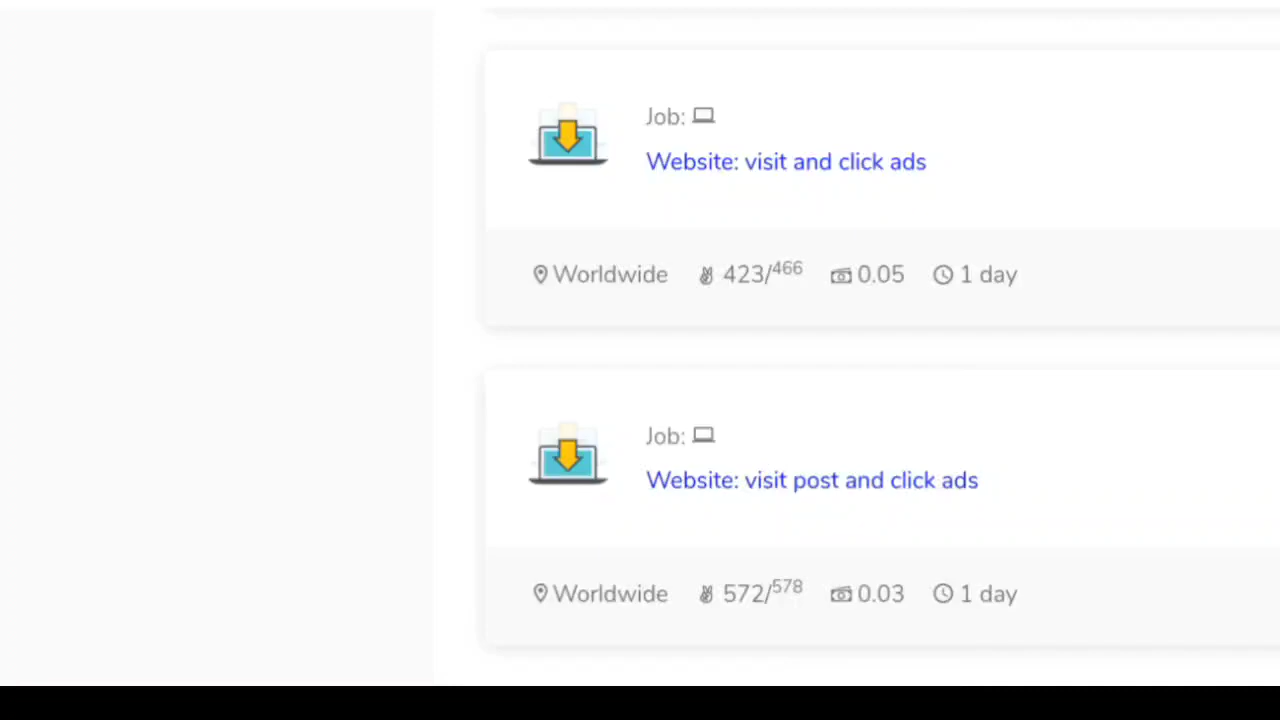 Job:
Website: visit and click ads
Worldwide 423/466 0.05 1 day
Job:
Website: visit post and click ads
Worldwide 572/578 0.03 1 day